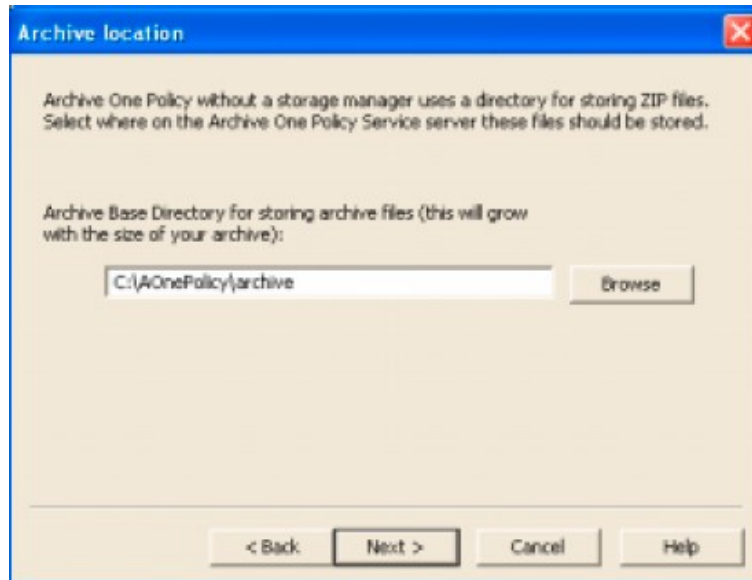 Archive location
Archive One Policy without a storage manager uses a directory for storing ZIP files.
Select where on the Archive One Policy Service server these files should be stored.
Archive Base Directory for storing archive files (this will grow
with the size of your archive):
C:\AOnePolicy\archive
Browse
< Back
Next >
Cancel
Help